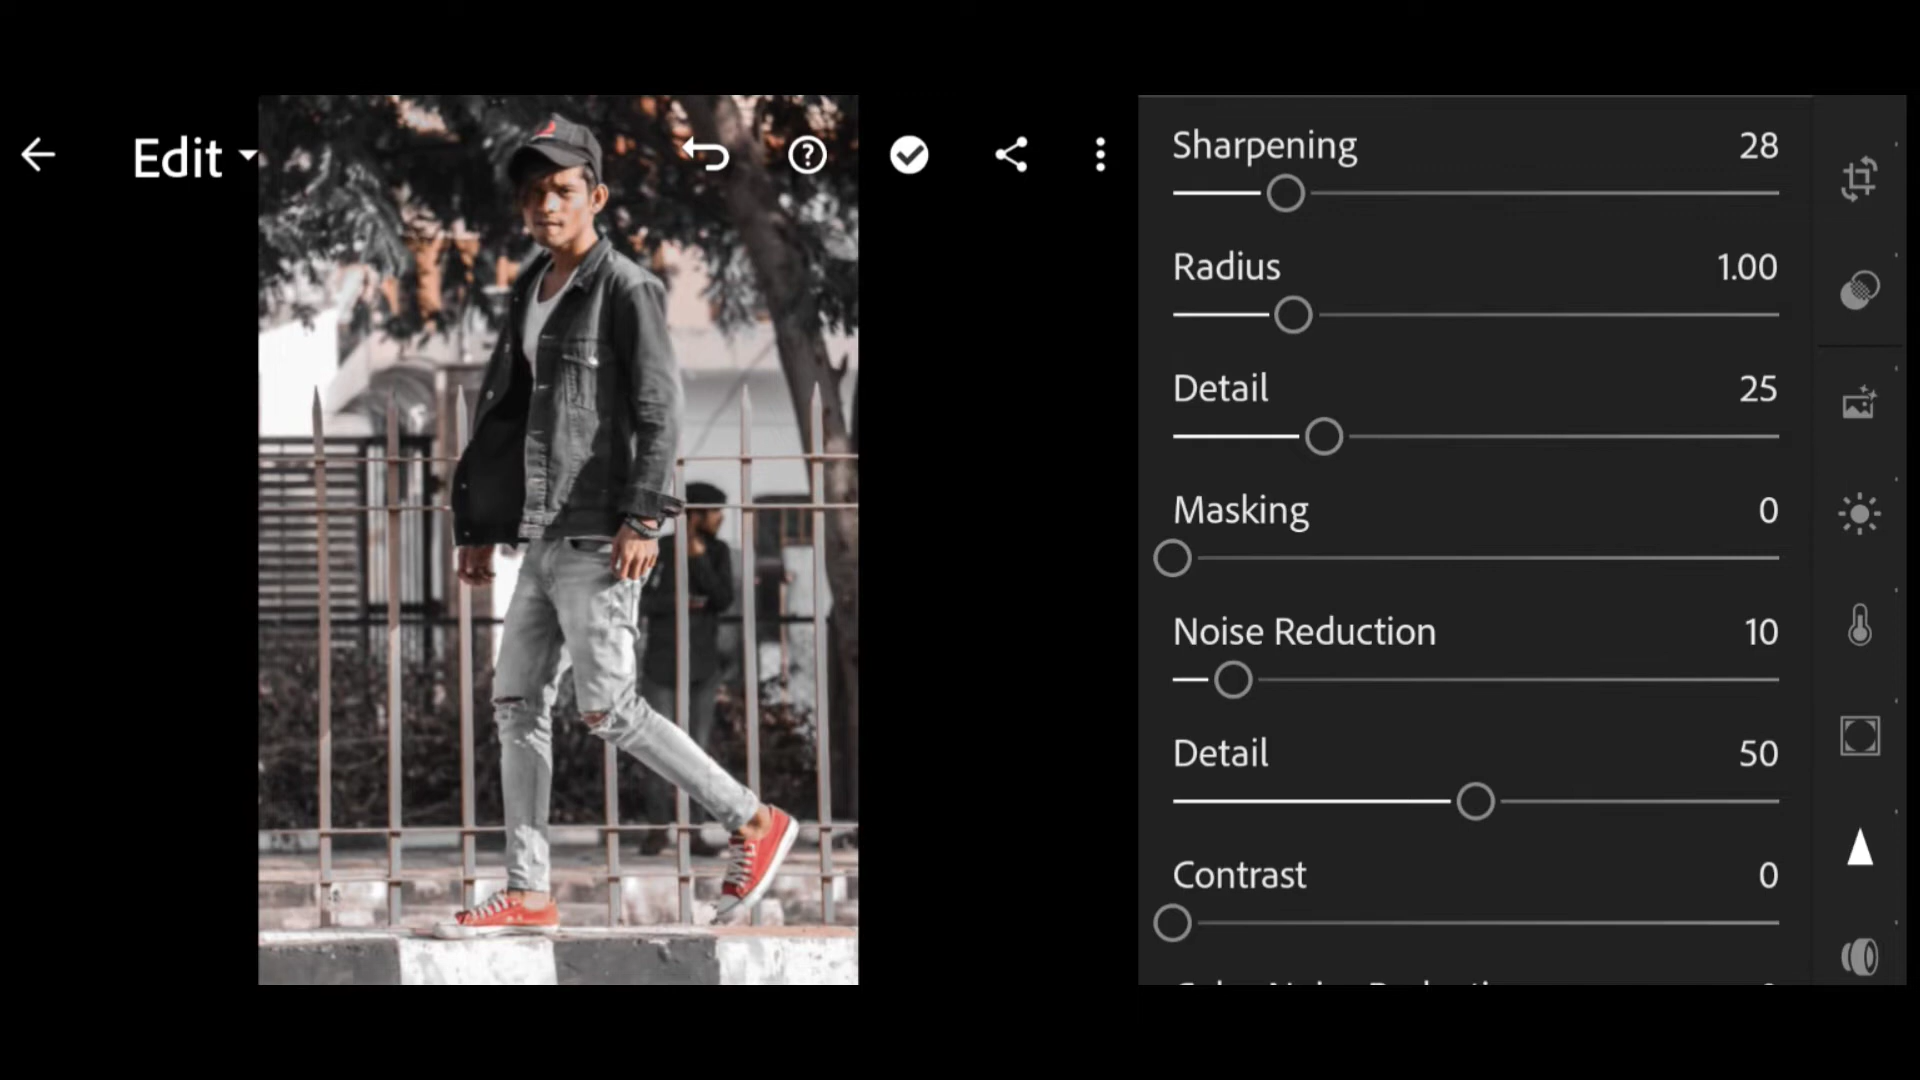 Edit
Sharpening 28
Radius 1.00
Detail 25
Masking 0
Noise Reduction 10
Detail 50
Contrast 0